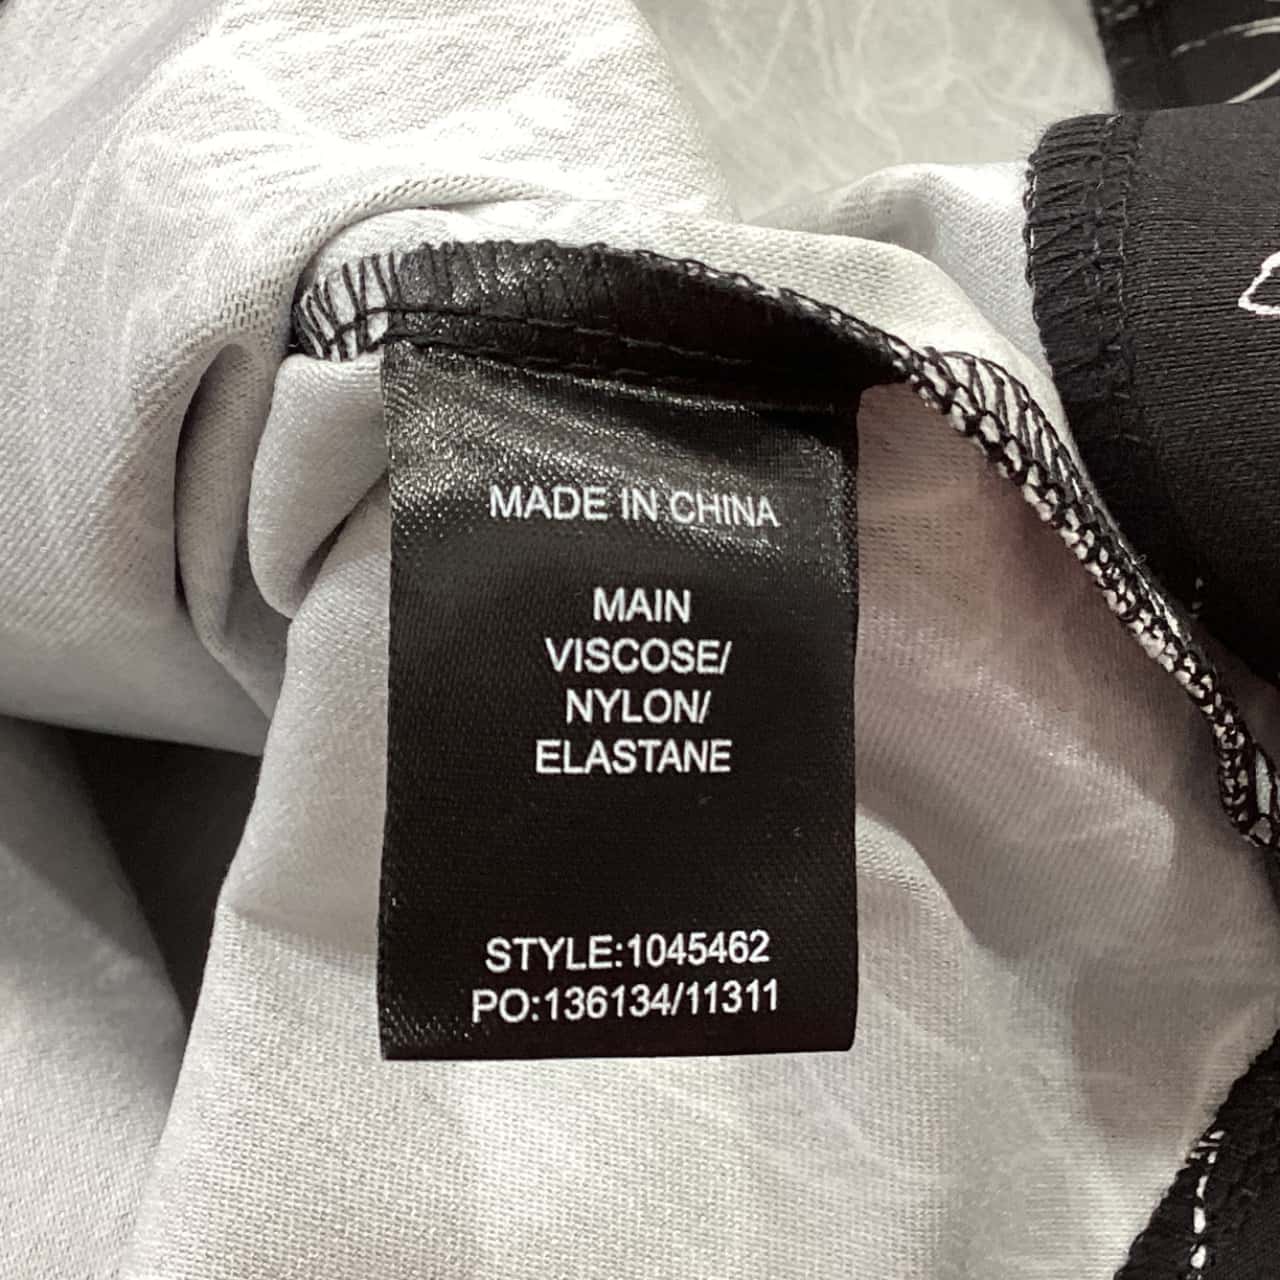 MADE IN CHINA
MAIN
VISCOSE/
NYLON/
ELASTANE
STYLE:1045462
PO:136134/11311